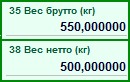 35 Вес брутто (кг)
550,000000
38 Вес нетто (кг)
500,000000